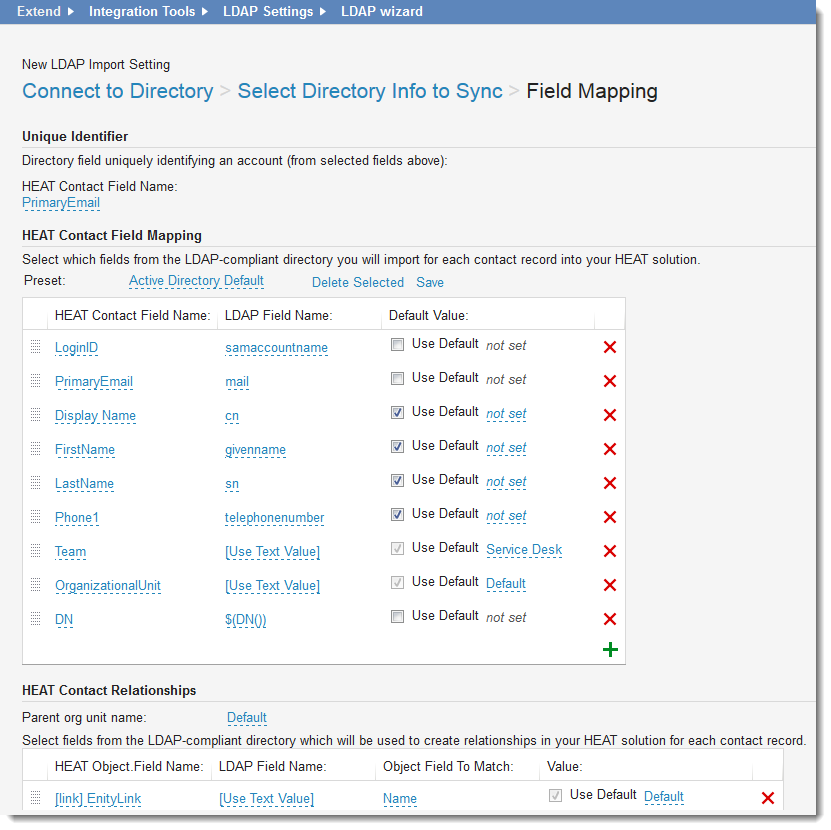 Extend Integration Tools LDAP Settings LDAP wizard
New LDAP Import Setting
Connect to Directory > Select Directory Info to Sync > Field Mapping
Unique Identifier
Directory field uniquely identifying an account (from selected fields above):
HEAT Contact Field Name:
PrimaryEmail
HEAT Contact Field Mapping
Select which fields from the LDAP-compliant directory you will import for each contact record into your HEAT solution.
Preset: Active Directory Default Delete Selected Save
HEAT Contact Field Name: LDAP Field Name: Default Value:
LoginID samaccountname Use Default not set
PrimaryEmail mail Use Default not set
Display Name cn Use Default not set
FirstName givenname Use Default not set
LastName sn Use Default not set
Phone1 telephonenumber Use Default not set
Team [Use Text Value] Use Default Service Desk
OrganizationalUnit [Use Text Value] Use Default Default
DN $(DN()) Use Default not set
HEAT Contact Relationships
Parent org unit name: Default
Select fields from the LDAP-compliant directory which will be used to create relationships in your HEAT solution for each contact record.
HEAT Object.Field Name: LDAP Field Name: Object Field To Match: Value:
[link] EnityLink [Use Text Value] Name Use Default Default